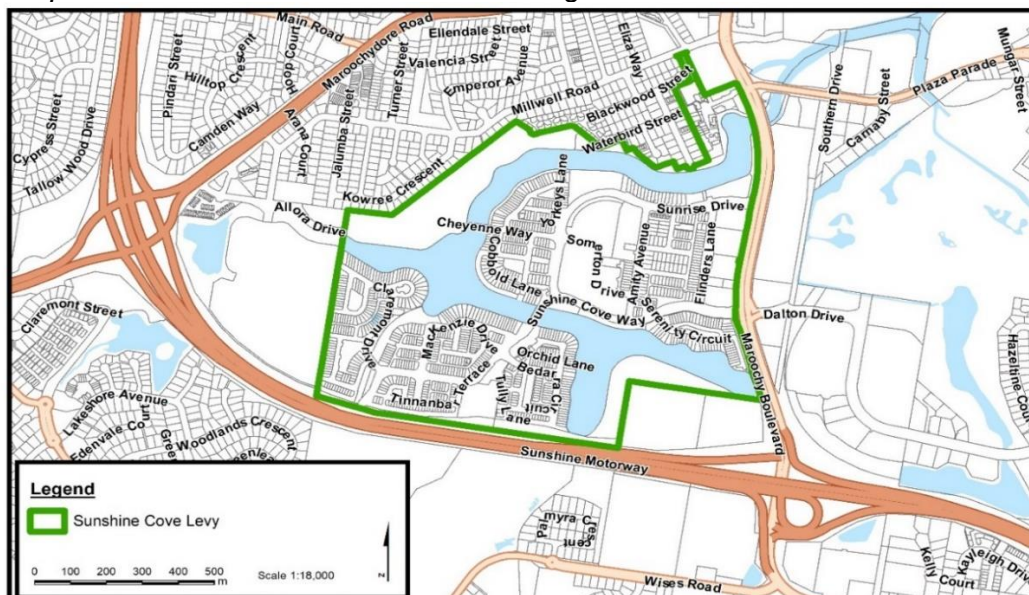 Main Road
Ellendale Street
Maroochydore Road
Valencia Street
Emperor Avenue
Eliza Way
Millwell Road
Blackwood Street
Waterbird Street
Pindari Street
Hilltop Crescent
Hood Court
Turner Street
Camden Way
Arana Court
Jalumba Street
Cypress Street
Tallow Wood Drive
Mungar Street
Plaza Parade
Southern Drive
Carnaby Street
Kowree Crescent
Allora Drive
Cheyenne Way
Yorkeys Lane
Sunrise Drive
Cobbold Lane
Somerton Drive
Amity Avenue
Flinders Lane
Claremont Drive
Sunshine Cove Way
Serenity Circuit
Dalton Drive
Claremont Street
Mackenzie Drive
Orchid Lane
Bedarra Circuit
Maroochy Boulevard
Hazeltine Court
Tinnanbar Terrace
Tully Lane
Lakeshore Avenue
Edenvale Court
Woodlands Crescent
Sunshine Motorway
Palmyra Crescent
Wises Road
Kelly Court
Kayleigh Drive
Legend
Sunshine Cove Levy
0 100 200 300 400 500
m
Scale 1:18,000
N